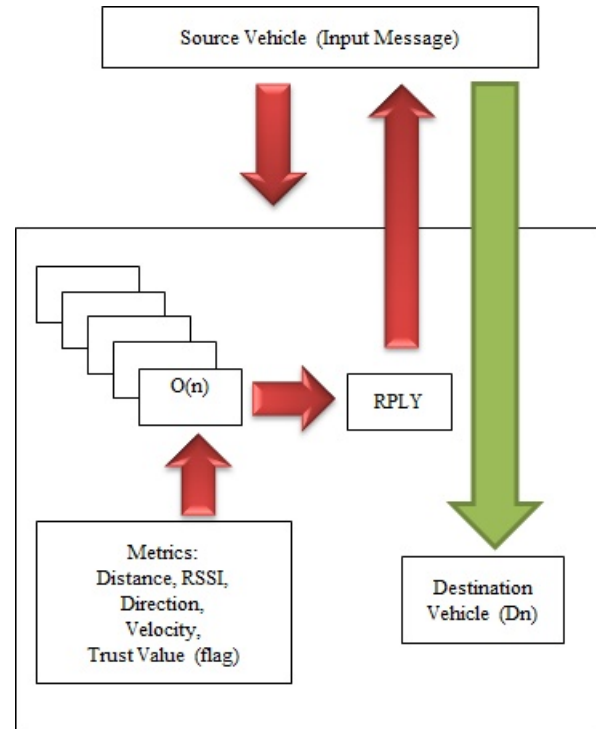 Source Vehicle (Input Message)
O(n)
RPLY
Metrics:
Distance, RSSI,
Direction,
Velocity,
Trust Value (flag)
Destination
Vehicle (Dn)